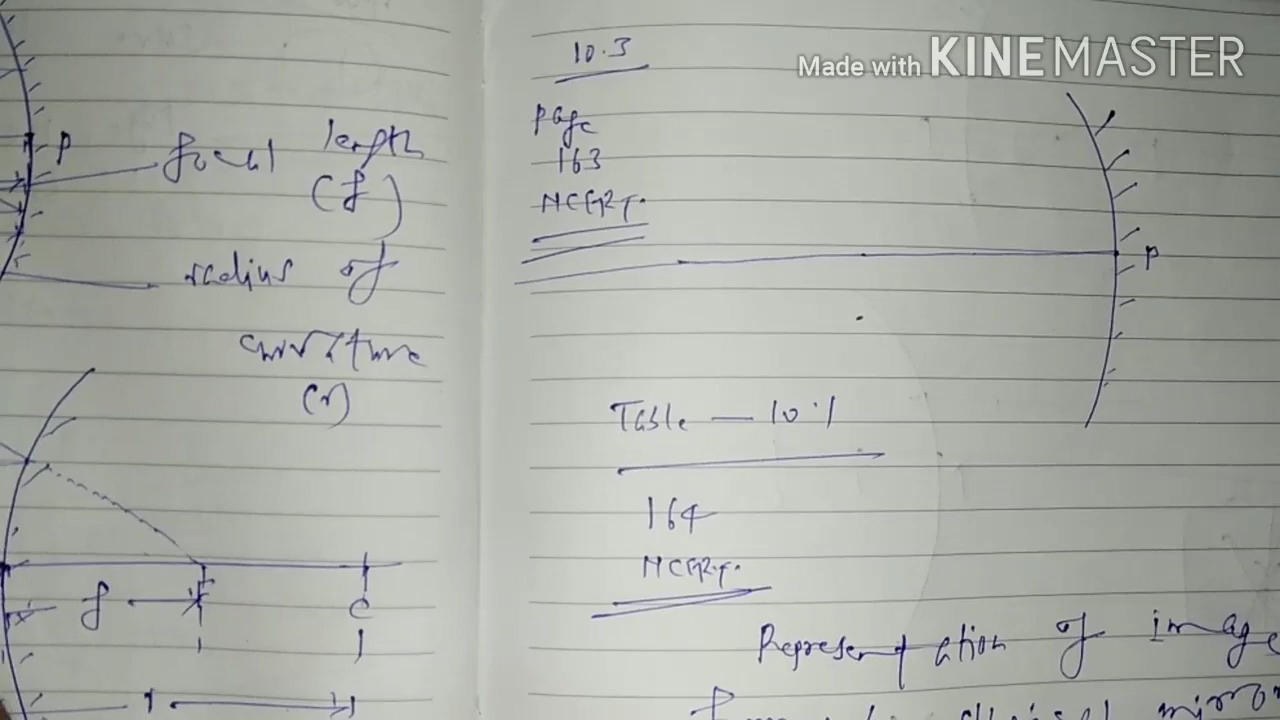 P
focal length
(f)
radius of
curvature
(r)
f
F
C
r
10.3
Page
163
NCERT.
Made with KINEMASTER
P
Table — 10.1
164
NCERT.
Representation of image
mirror